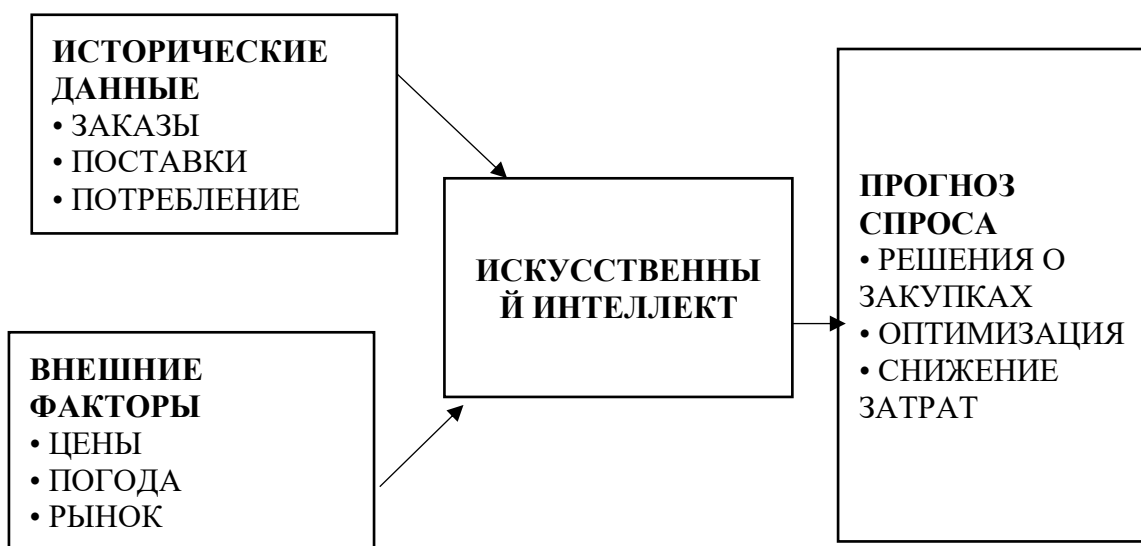 ИСТОРИЧЕСКИЕ
ДАННЫЕ
• ЗАКАЗЫ
• ПОСТАВКИ
• ПОТРЕБЛЕНИЕ
ВНЕШНИЕ
ФАКТОРЫ
• ЦЕНЫ
• ПОГОДА
• РЫНОК
ИСКУССТВЕННЫ
Й ИНТЕЛЛЕКТ
ПРОГНОЗ
СПРОСА
• РЕШЕНИЯ О
ЗАКУПКАХ
• ОПТИМИЗАЦИЯ
• СНИЖЕНИЕ
ЗАТРАТ